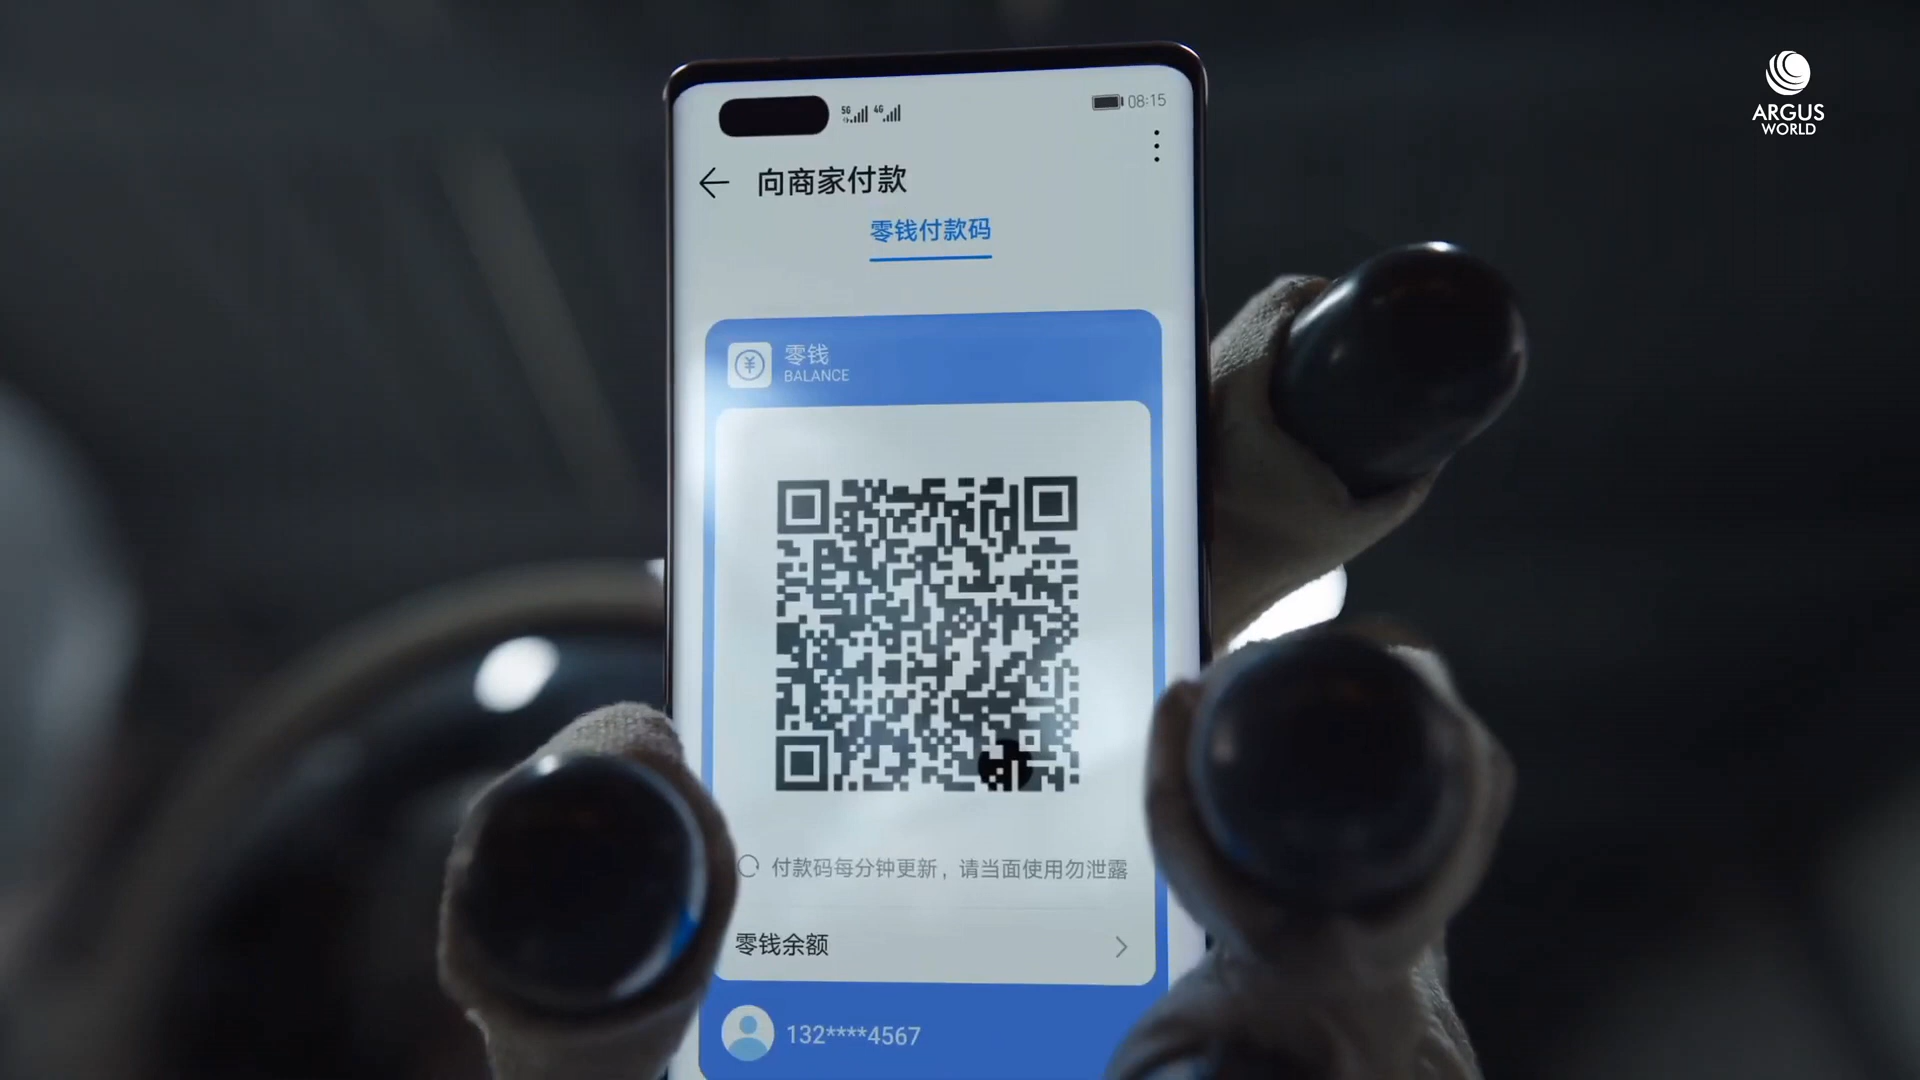 5G 4G 08:15
向商家付款
零钱付款码
零钱
BALANCE
付款码每分钟更新，请当面使用勿泄露
零钱余额
132****4567
ARGUS
WORLD